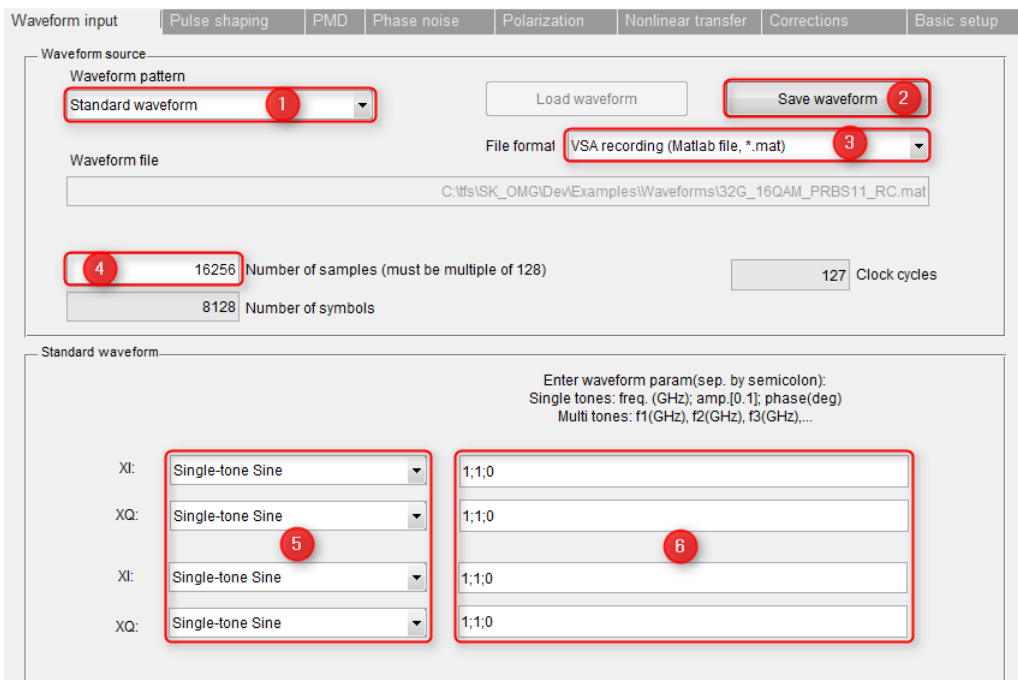 Waveform input Pulse shaping PMD Phase noise Polarization Nonlinear transfer Corrections Basic setup
Waveform source
Waveform pattern
Standard waveform 1 Load waveform Save waveform 2
File format VSA recording (Matlab file, *.mat) 3
Waveform file
C:\tfs\SK_OMG\Dev\Examples\Waveforms\32G_16QAM_PRBS11_RC.mat
4 16256 Number of samples (must be multiple of 128) 127 Clock cycles
8128 Number of symbols
Standard waveform
Enter waveform param(sep. by semicolon):
Single tones: freq. (GHz); amp.[0.1]; phase(deg)
Multi tones: f1(GHz), f2(GHz), f3(GHz),...
XI: Single-tone Sine 1;1;0
XQ: Single-tone Sine 1;1;0
5 6
XI: Single-tone Sine 1;1;0
XQ: Single-tone Sine 1;1;0